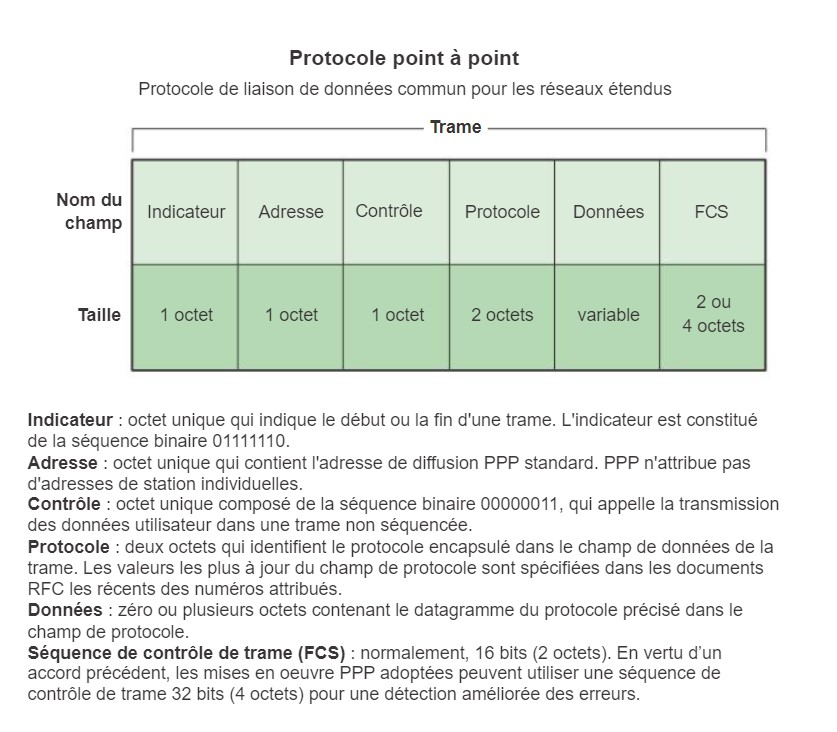 Protocole point à point
Protocole de liaison de données commun pour les réseaux étendus
Trame
Nom du champ
Indicateur
Adresse
Contrôle
Protocole
Données
FCS
Taille
1 octet
1 octet
1 octet
2 octets
variable
2 ou
4 octets
Indicateur : octet unique qui indique le début ou la fin d'une trame. L'indicateur est constitué
de la séquence binaire 01111110.
Adresse : octet unique qui contient l'adresse de diffusion PPP standard. PPP n'attribue pas
d'adresses de station individuelles.
Contrôle : octet unique composé de la séquence binaire 00000011, qui appelle la transmission
des données utilisateur dans une trame non séquencée.
Protocole : deux octets qui identifient le protocole encapsulé dans le champ de données de la
trame. Les valeurs les plus à jour du champ de protocole sont spécifiées dans les documents
RFC les récents des numéros attribués.
Données : zéro ou plusieurs octets contenant le datagramme du protocole précisé dans le
champ de protocole.
Séquence de contrôle de trame (FCS) : normalement, 16 bits (2 octets). En vertu d’un
accord précédent, les mises en oeuvre PPP adoptées peuvent utiliser une séquence de
contrôle de trame 32 bits (4 octets) pour une détection améliorée des erreurs.